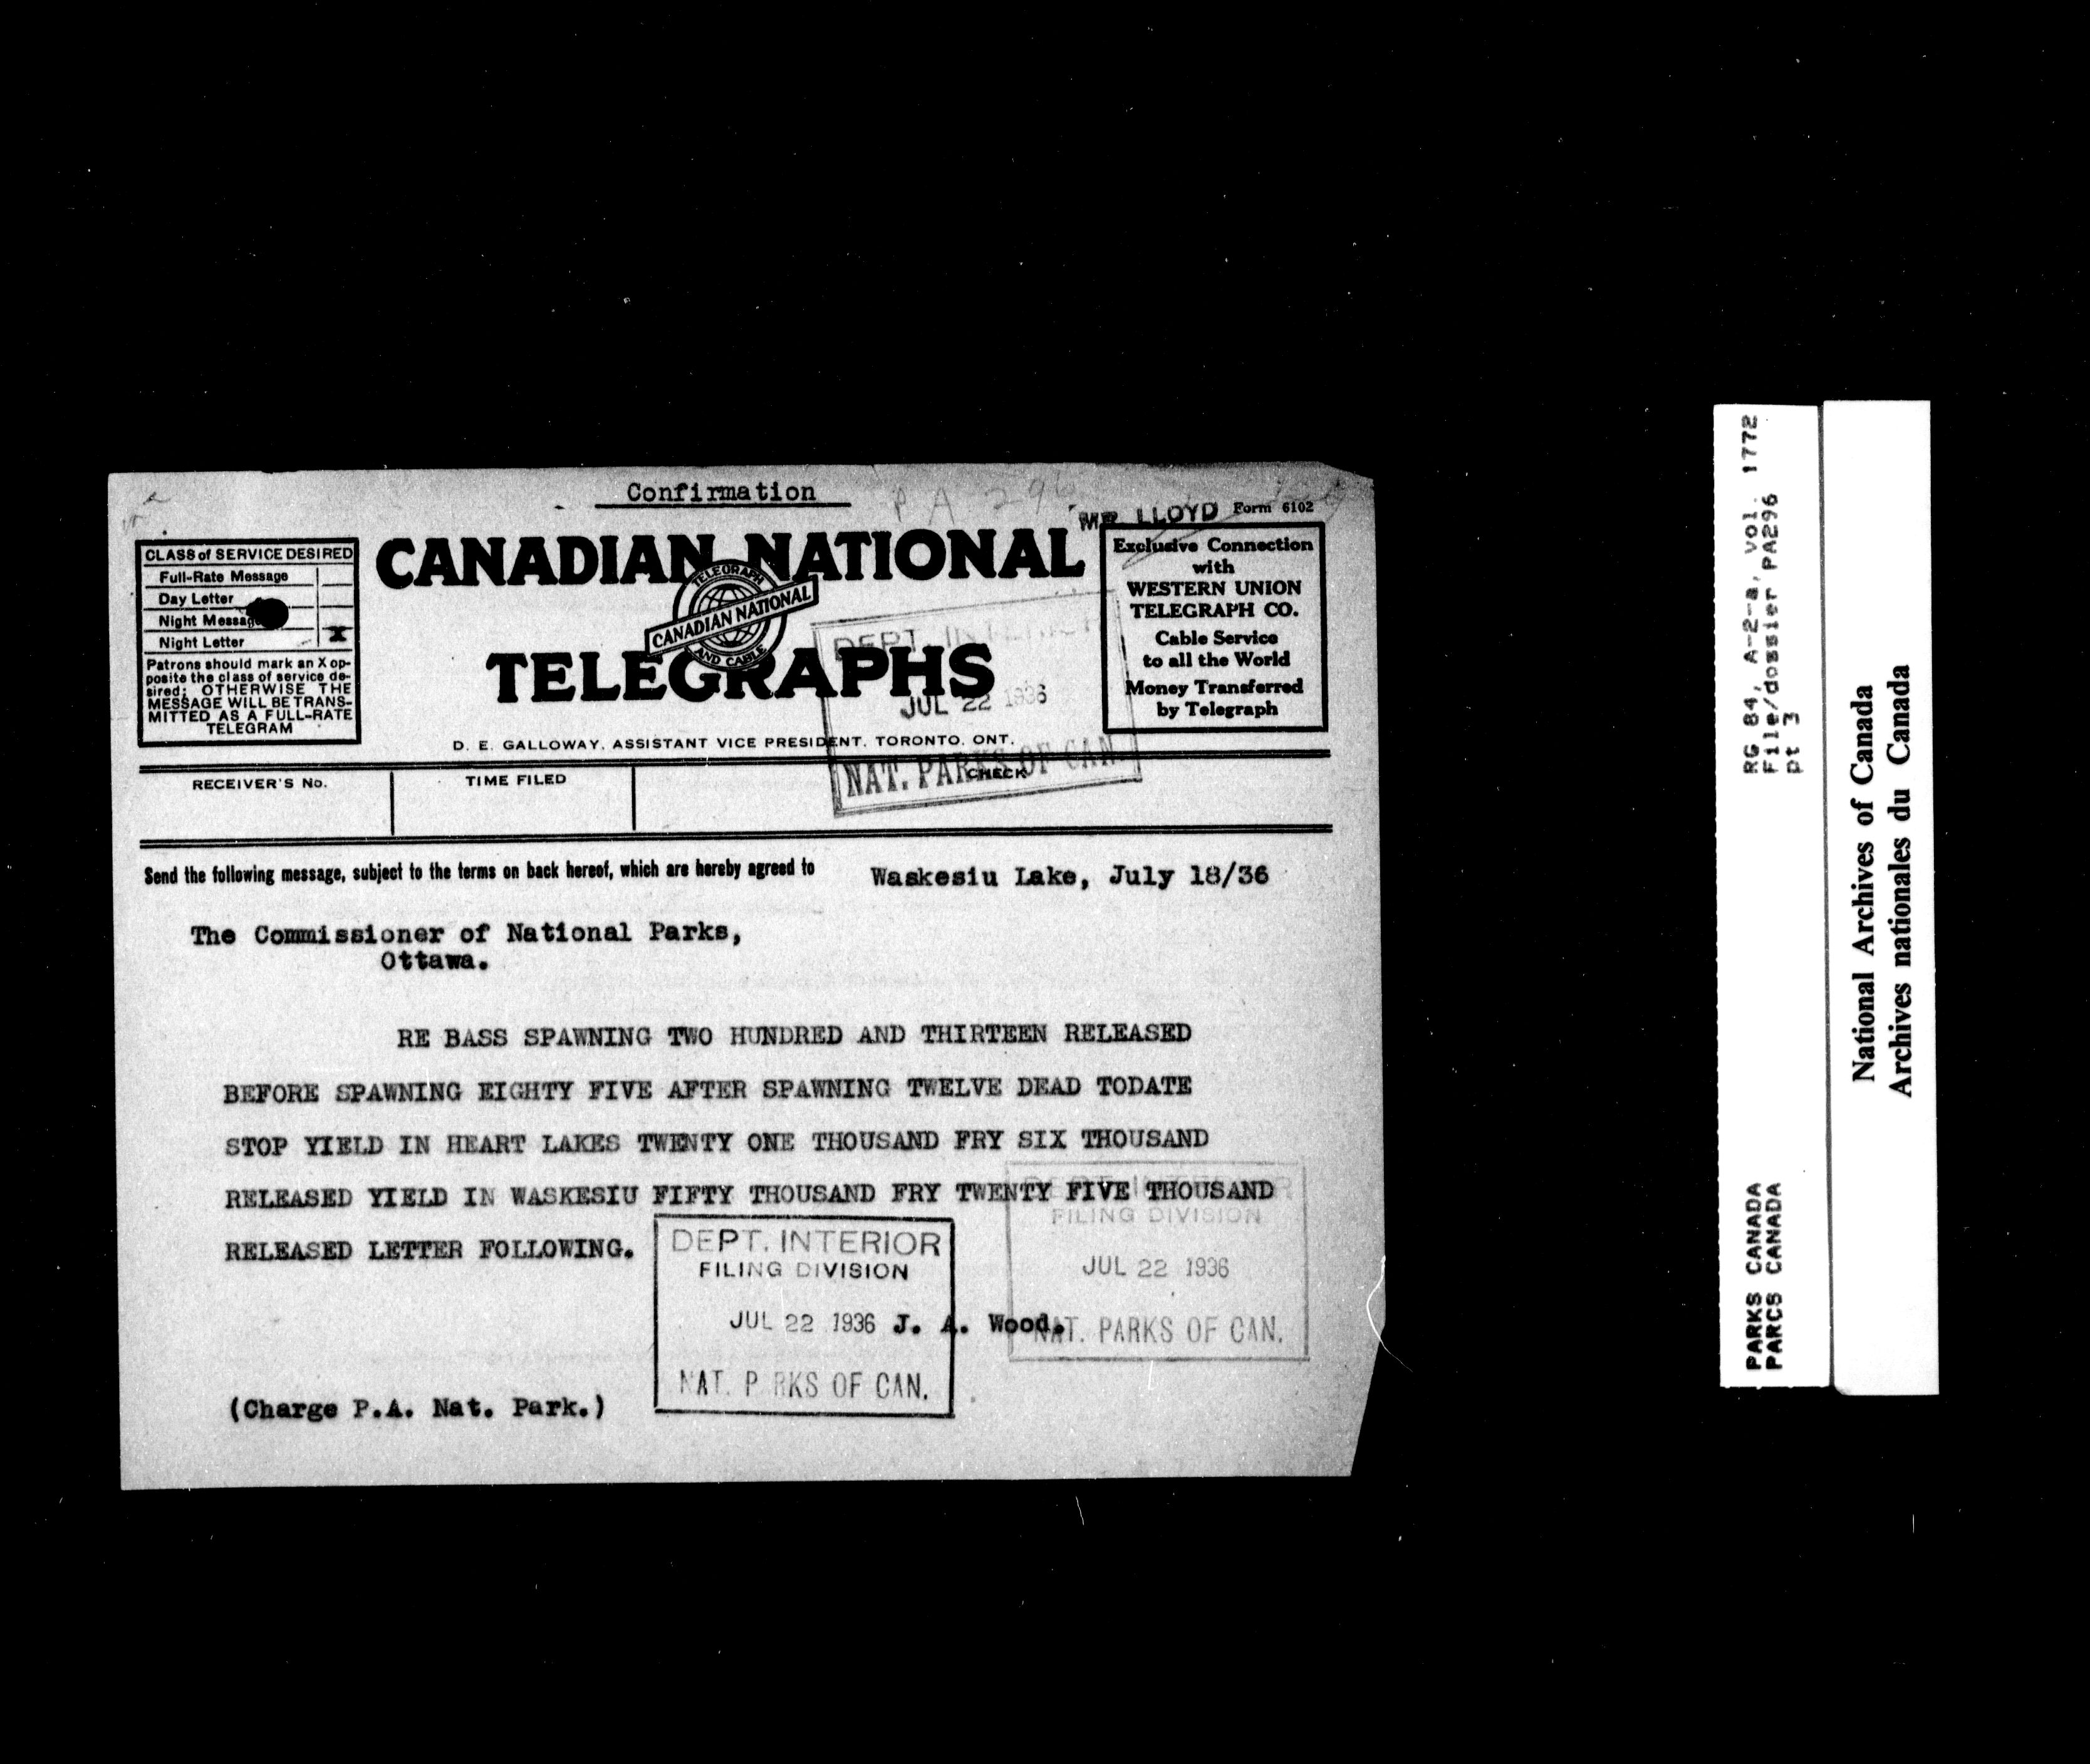 Confirmation
P A 296
MR. LLOYD
Form 6102
CLASS of SERVICE DESIRED
Full-Rate Message
Day Letter
Night Message
Night Letter X
Patrons should mark an X op-
posite the class of service de-
sired; OTHERWISE THE
MESSAGE WILL BE TRANS-
MITTED AS A FULL-RATE
TELEGRAM
CANADIAN NATIONAL
TELEGRAPH
CANADIAN NATIONAL
AND CABLE
TELEGRAPHS
D. E. GALLOWAY, ASSISTANT VICE PRESIDENT, TORONTO, ONT.
Exclusive Connection
with
WESTERN UNION
TELEGRAPH CO.
Cable Service
to all the World
Money Transferred
by Telegraph
DEPT. INTERIOR
JUL 22 1936
NAT. PARKS OF CAN.
RECEIVER'S No.
TIME FILED
CHECK
Send the following message, subject to the terms on back hereof, which are hereby agreed to
Waskesiu Lake, July 18/36
The Commissioner of National Parks,
Ottawa.
RE BASS SPAWNING TWO HUNDRED AND THIRTEEN RELEASED
BEFORE SPAWNING EIGHTY FIVE AFTER SPAWNING TWELVE DEAD TODATE
STOP YIELD IN HEART LAKES TWENTY ONE THOUSAND FRY SIX THOUSAND
RELEASED YIELD IN WASKESIU FIFTY THOUSAND FRY TWENTY FIVE THOUSAND
RELEASED LETTER FOLLOWING.
DEPT. INTERIOR
FILING DIVISION
JUL 22 1936
NAT. PARKS OF CAN.
J. A. Wood.
FILING DIVISION
JUL 22 1936
NAT. PARKS OF CAN.
(Charge P.A. Nat. Park.)
RG 84, A-2-a, vol. 1772
File/dossier PA296
pt 3
PARKS CANADA
PARCS CANADA
National Archives of Canada
Archives nationales du Canada